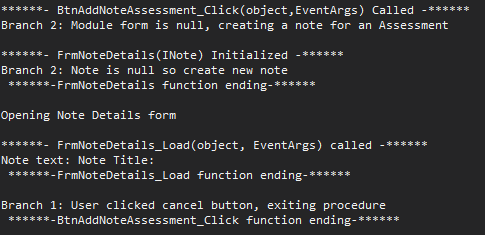 ******- BtnAddNoteAssessment_Click(object,EventArgs) Called -******
Branch 2: Module form is null, creating a note for an Assessment
******- FrmNoteDetails(INote) Initialized -******
Branch 2: Note is null so create new note
******-FrmNoteDetails function ending-******
Opening Note Details form
******- FrmNoteDetails_Load(object, EventArgs) called -******
Note text: Note Title:
******-FrmNoteDetails_Load function ending-******
Branch 1: User clicked cancel button, exiting procedure
******-BtnAddNoteAssessment_Click function ending-******